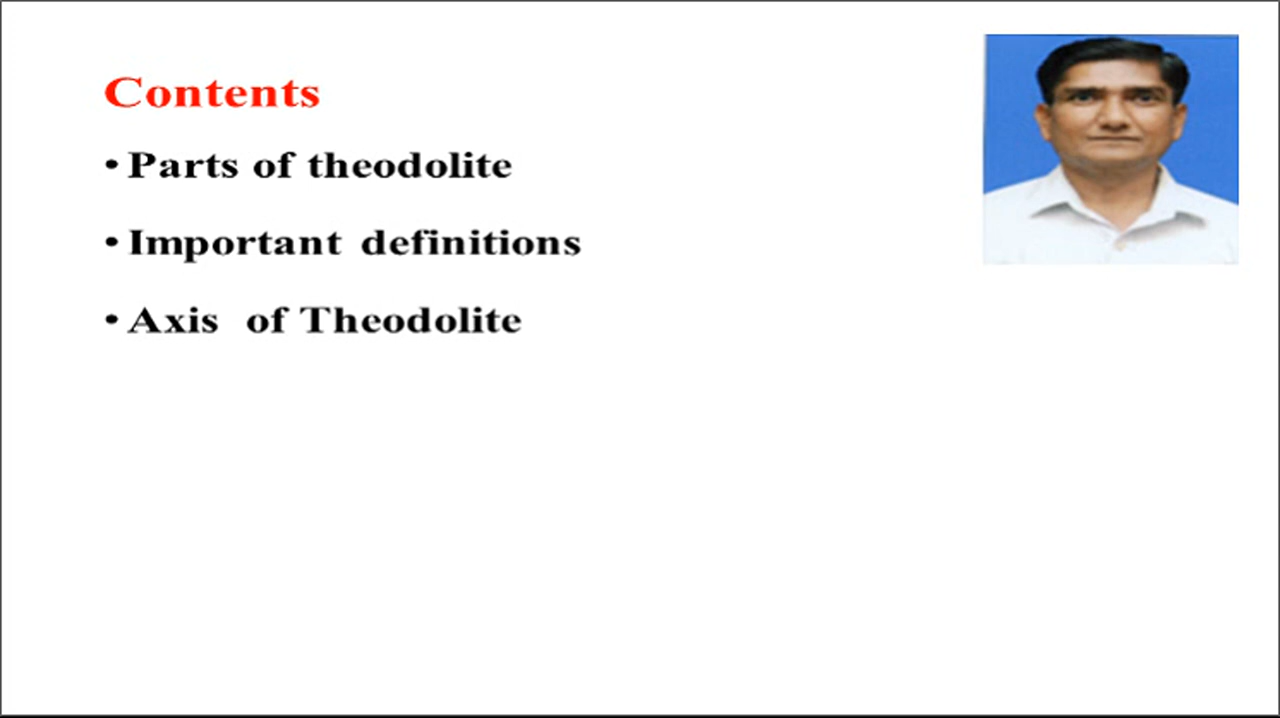 Contents
• Parts of theodolite
• Important definitions
• Axis of Theodolite